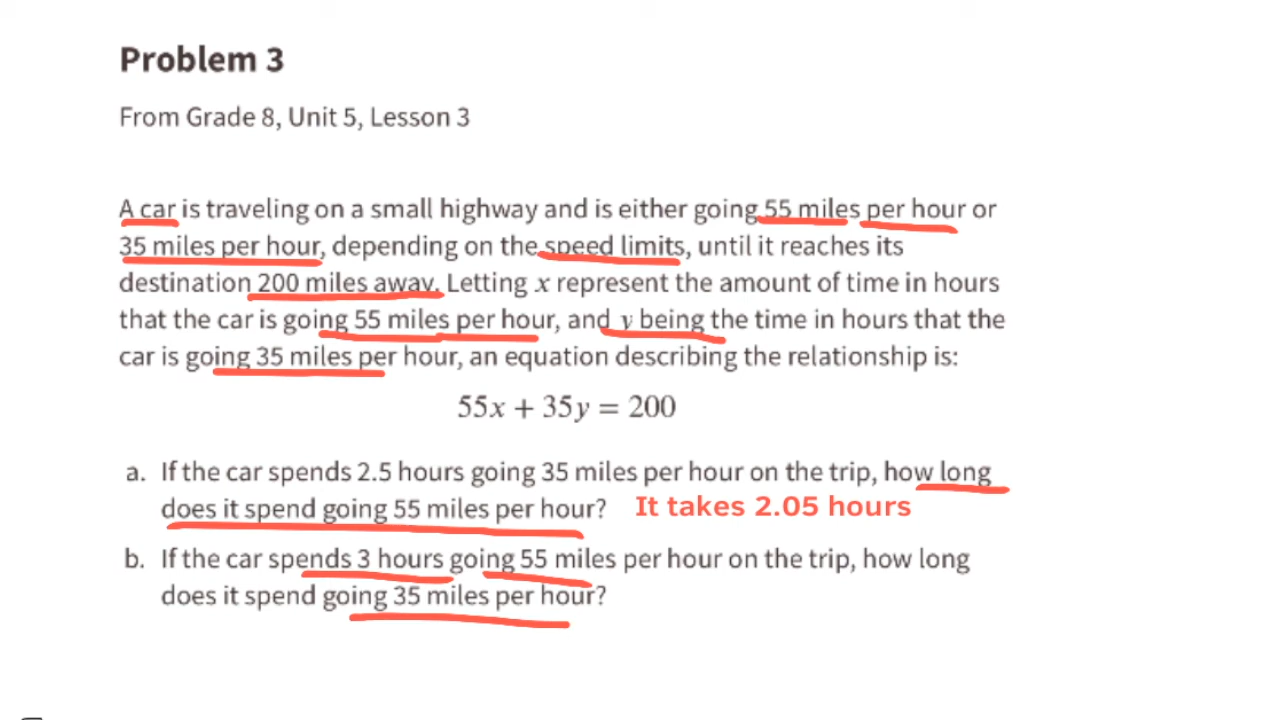 Problem 3
From Grade 8, Unit 5, Lesson 3
A car is traveling on a small highway and is either going 55 miles per hour or
35 miles per hour, depending on the speed limits, until it reaches its
destination 200 miles away. Letting x represent the amount of time in hours
that the car is going 55 miles per hour, and y being the time in hours that the
car is going 35 miles per hour, an equation describing the relationship is:
55x + 35y = 200
a. If the car spends 2.5 hours going 35 miles per hour on the trip, how long
does it spend going 55 miles per hour? It takes 2.05 hours
b. If the car spends 3 hours going 55 miles per hour on the trip, how long
does it spend going 35 miles per hour?